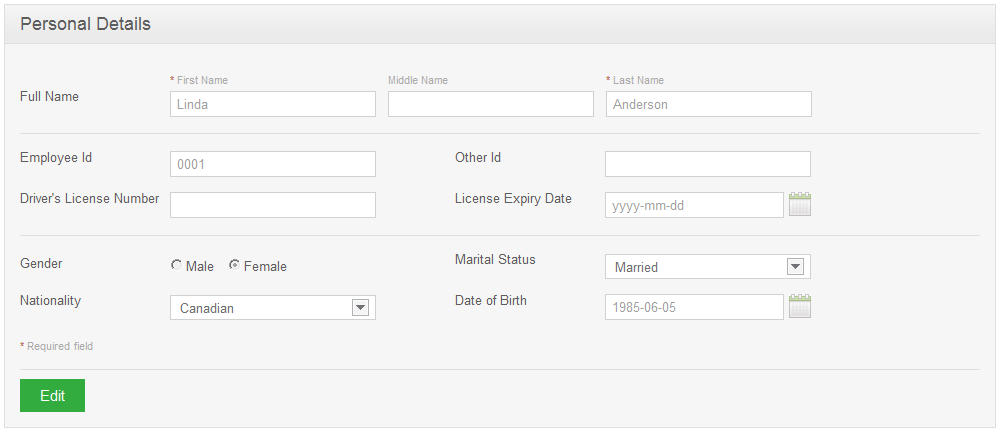 Personal Details
* First Name Middle Name * Last Name
Full Name Linda Anderson
Employee Id 0001 Other Id
Driver's License Number License Expiry Date yyyy-mm-dd
Gender Male Female Marital Status Married
Nationality Canadian Date of Birth 1985-06-05
* Required field
Edit